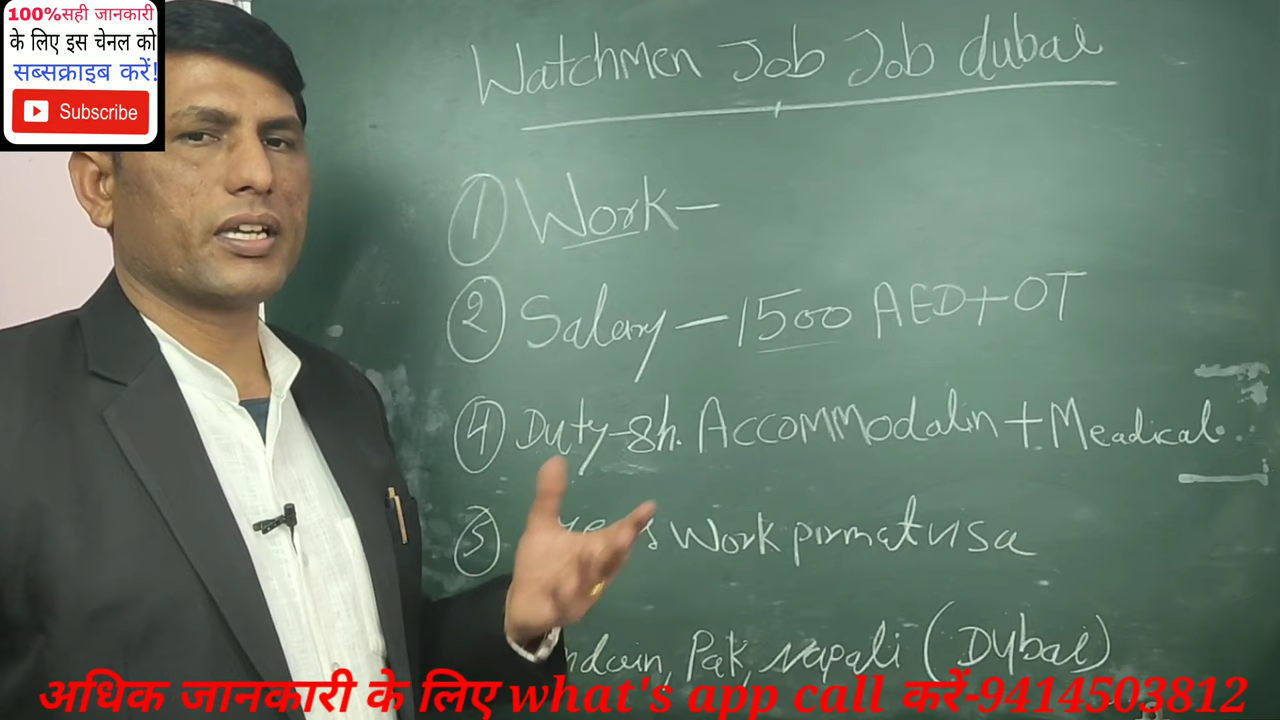 100%सही जानकारी
के लिए इस चेनल को
सब्सक्राइब करें!
Subscribe
Watchmen Job Job dubai
① Work-
② Salary - 1500 AED+OT
④ Duty-8h. Accommodalin + Meadical.
⑤ work pirmat visa
Pak, Napali (Dybai)
अधिक जानकारी के लिए what's app call करें-9414503812